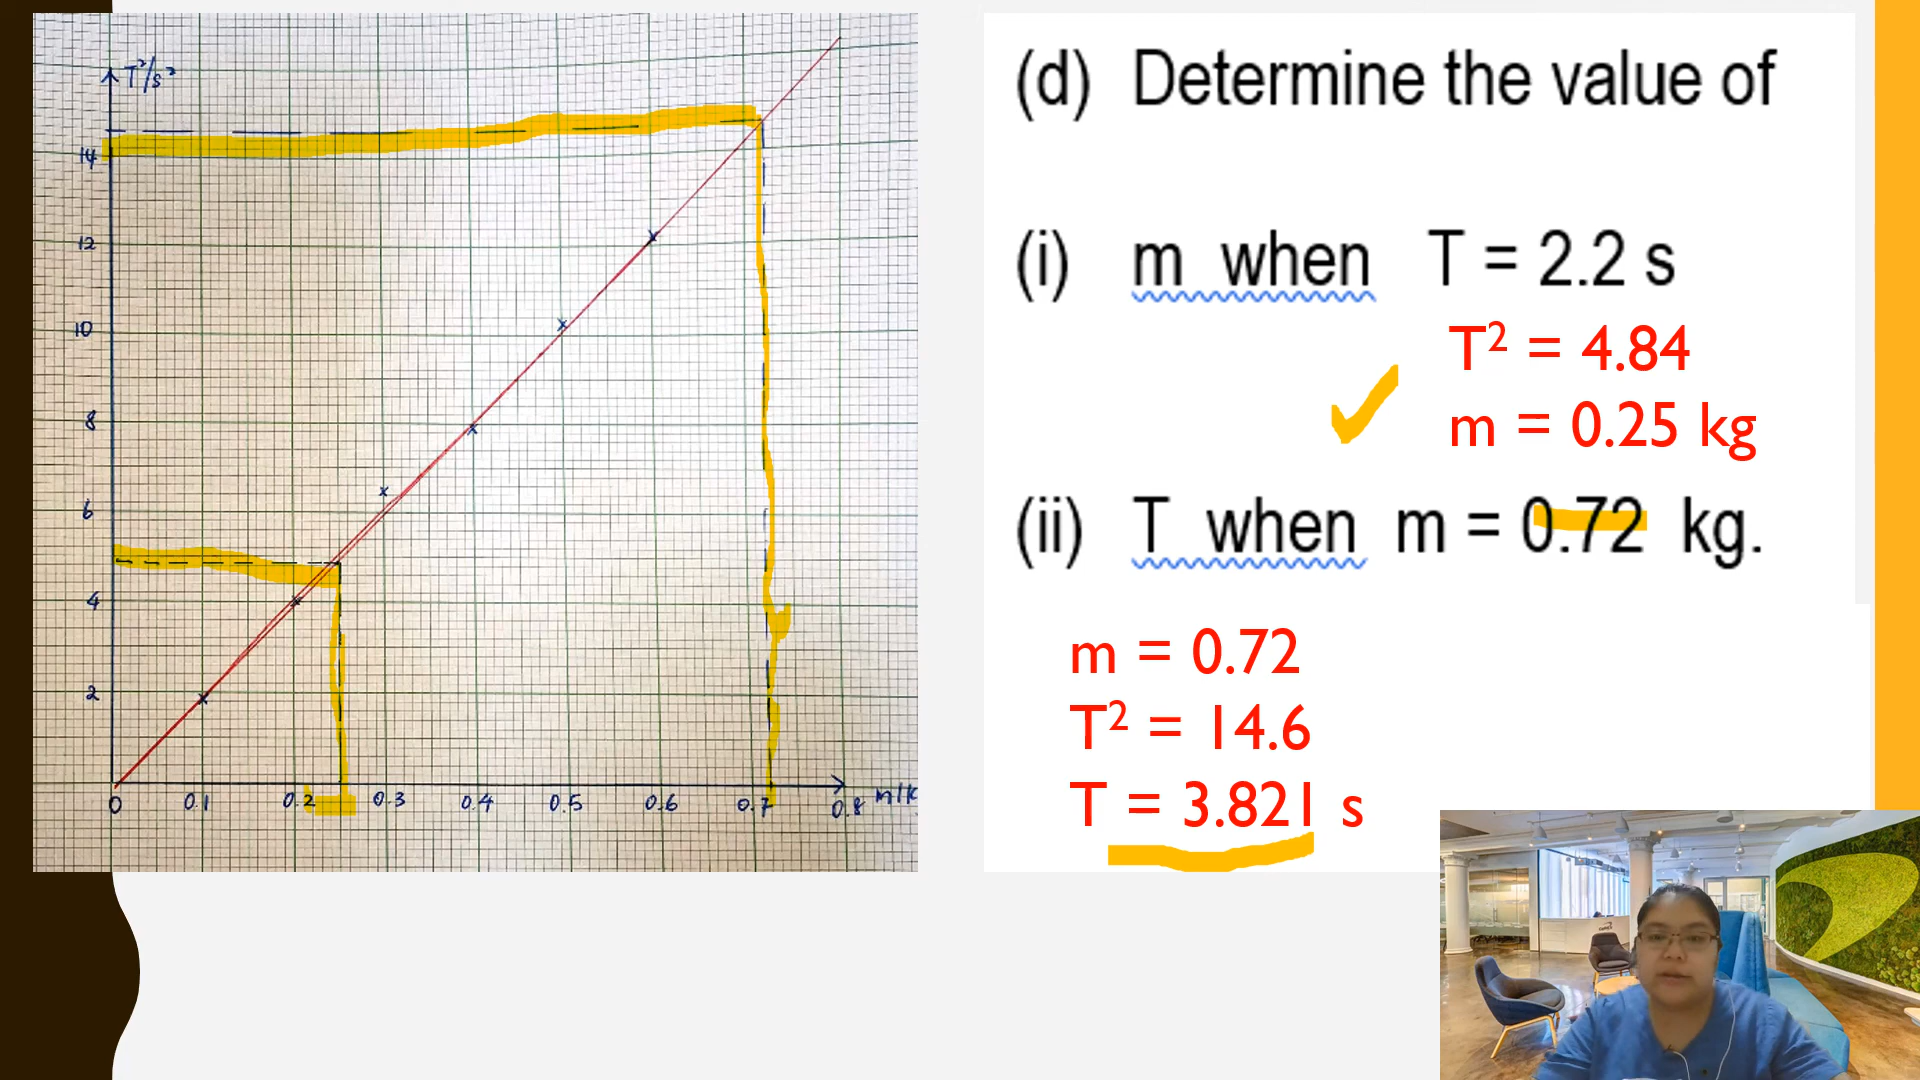 T²/s²
14
12
10
8
6
4
2
0 0.1 0.2 0.3 0.4 0.5 0.6 0.7 0.8
(d) Determine the value of
(i) m when T = 2.2 s
T² = 4.84
m = 0.25 kg
(ii) T when m = 0.72 kg.
m = 0.72
T² = 14.6
T = 3.821 s